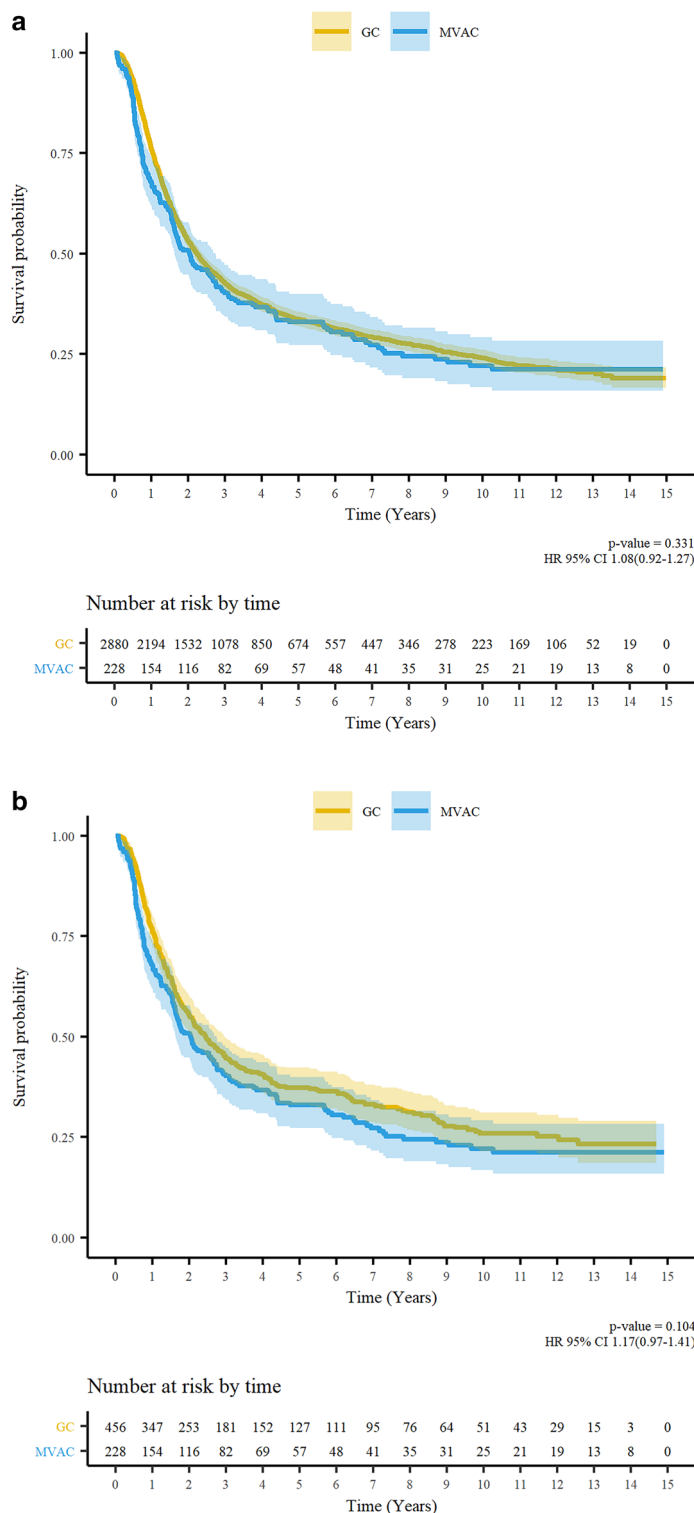 a
GC MVAC
1.00
0.75
0.50
0.25
0.00
Survival probability
0 1 2 3 4 5 6 7 8 9 10 11 12 13 14 15
Time (Years)
p-value = 0.331
HR 95% CI 1.08(0.92-1.27)
Number at risk by time
GC 2880 2194 1532 1078 850 674 557 447 346 278 223 169 106 52 19 0
MVAC 228 154 116 82 69 57 48 41 35 31 25 21 19 13 8 0
0 1 2 3 4 5 6 7 8 9 10 11 12 13 14 15
Time (Years)
b
GC MVAC
1.00
0.75
0.50
0.25
0.00
Survival probability
0 1 2 3 4 5 6 7 8 9 10 11 12 13 14 15
Time (Years)
p-value = 0.104
HR 95% CI 1.17(0.97-1.41)
Number at risk by time
GC 456 347 253 181 152 127 111 95 76 64 51 43 29 15 3 0
MVAC 228 154 116 82 69 57 48 41 35 31 25 21 19 13 8 0
0 1 2 3 4 5 6 7 8 9 10 11 12 13 14 15
Time (Years)